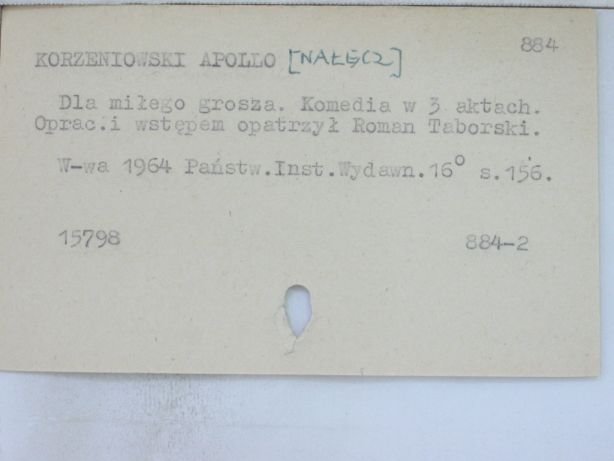 884
KORZENIOWSKI APOLLO [NAŁĘCZ]
Dla miłego grosza. Komedia w 3 aktach.
Oprac.i wstępem opatrzył Roman Taborski.
W-wa 1964 Państw.Inst.Wydawn.16° s.156.
15798 884-2